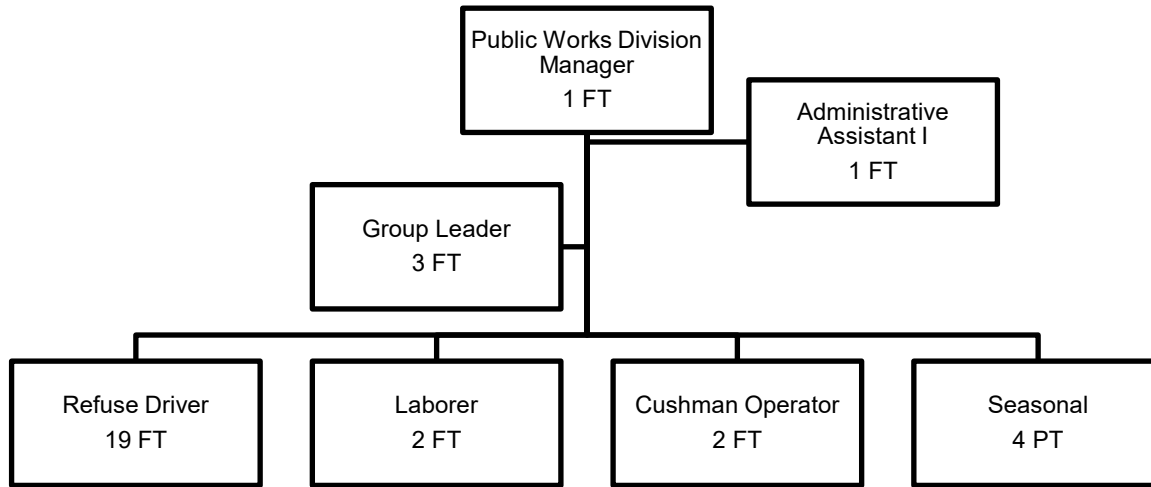 Public Works Division
Manager
1 FT
Administrative
Assistant I
1 FT
Group Leader
3 FT
Refuse Driver
19 FT
Laborer
2 FT
Cushman Operator
2 FT
Seasonal
4 PT